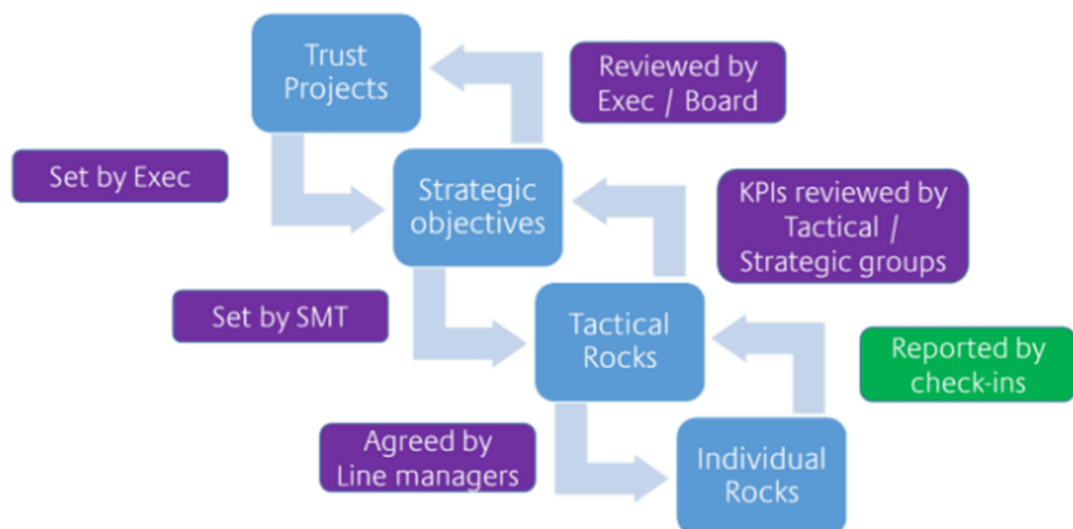 Trust
Projects
Reviewed by
Exec / Board
Set by Exec
Strategic
objectives
KPIs reviewed by
Tactical /
Strategic groups
Set by SMT
Tactical
Rocks
Reported by
check-ins
Agreed by
Line managers
Individual
Rocks